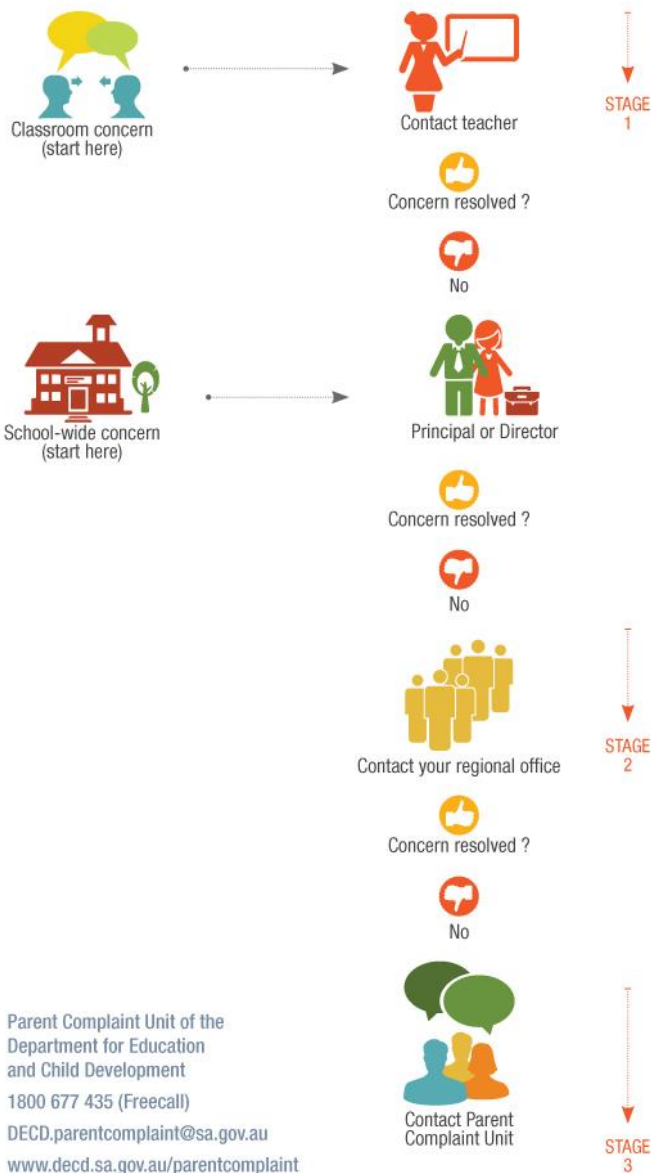 Classroom concern
(start here)
Contact teacher
STAGE
1
Concern resolved ?
No
School-wide concern
(start here)
Principal or Director
Concern resolved ?
No
Contact your regional office
STAGE
2
Concern resolved ?
No
Parent Complaint Unit of the
Department for Education
and Child Development
1800 677 435 (Freecall)
DECD.parentcomplaint@sa.gov.au
www.decd.sa.gov.au/parentcomplaint
Contact Parent
Complaint Unit
STAGE
3